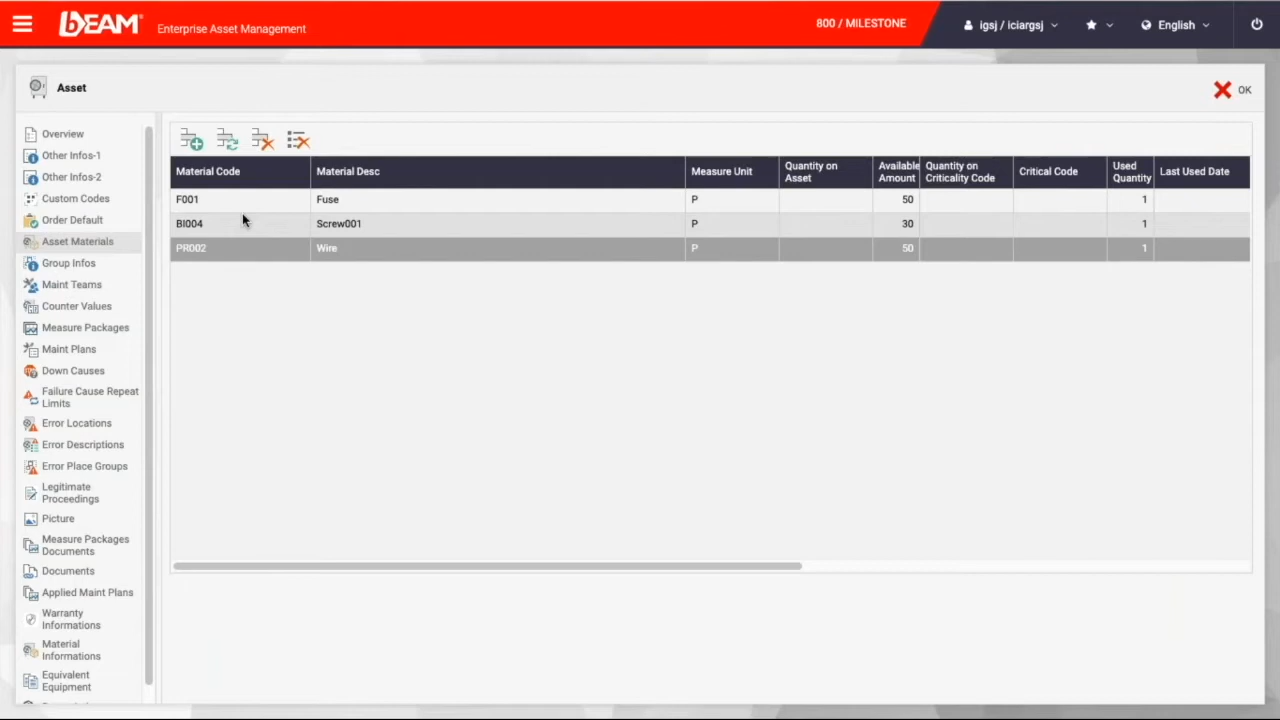 bEAM Enterprise Asset Management 800 / MILESTONE igsj / iciargsj English
Asset OK
Overview
Other Infos-1
Other Infos-2
Custom Codes
Order Default
Asset Materials
Group Infos
Maint Teams
Counter Values
Measure Packages
Maint Plans
Down Causes
Failure Cause Repeat
Limits
Error Locations
Error Descriptions
Error Place Groups
Legitimate
Proceedings
Picture
Measure Packages
Documents
Documents
Applied Maint Plans
Warranty
Informations
Material
Informations
Equivalent
Equipment
Material Code Material Desc Measure Unit Quantity on Asset Available Amount Quantity on Criticality Code Critical Code Used Quantity Last Used Date
F001 Fuse P 50 1
BI004 Screw001 P 30 1
PR002 Wire P 50 1